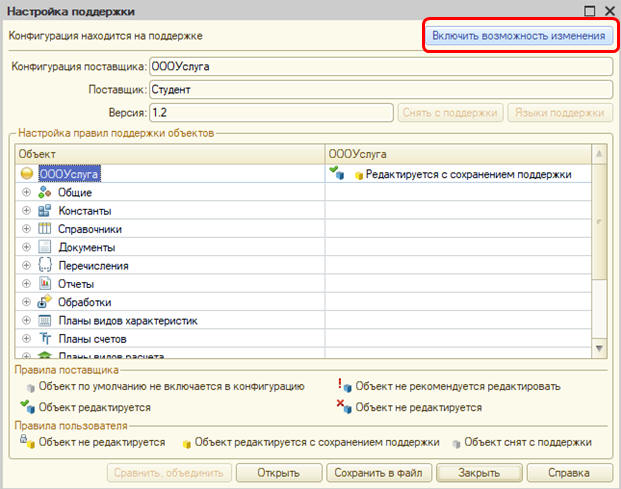 Настройка поддержки
Конфигурация находится на поддержке
Включить возможность изменения
Конфигурация поставщика: ОООУслуга
Поставщик: Студент
Версия: 1.2
Снять с поддержки
Языки поддержки
Настройка правил поддержки объектов
Объект ОООУслуга
ОООУслуга Редактируется с сохранением поддержки
Общие
Константы
Справочники
Документы
Перечисления
Отчеты
Обработки
Планы видов характеристик
Планы счетов
Планы видов расчета
Правила поставщика
Объект по умолчанию не включается в конфигурацию Объект не рекомендуется редактировать
Объект редактируется Объект не редактируется
Правила пользователя
Объект не редактируется Объект редактируется с сохранением поддержки Объект снят с поддержки
Сравнить, объединить Открыть Сохранить в файл Закрыть Справка